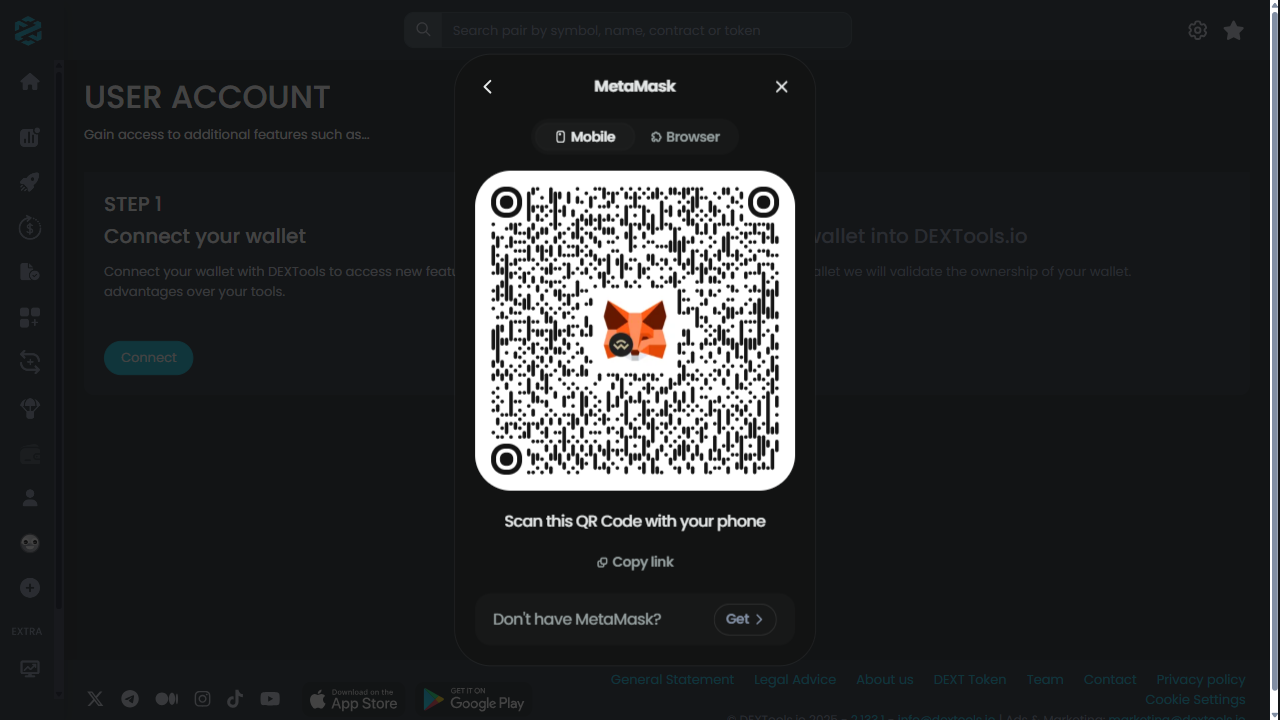 Search pair by symbol, name, contract or token
USER ACCOUNT
Gain access to additional features such as...
STEP 1
Connect your wallet
Connect your wallet with DEXTools to access new featu
advantages over your tools.
Connect
wallet into DEXTools.io
allet we will validate the ownership of your wallet.
MetaMask
Mobile
Browser
Scan this QR Code with your phone
Copy link
Don't have MetaMask?
Get
EXTRA
Download on the
App Store
GET IT ON
Google Play
General Statement
Legal Advice
About us
DEXT Token
Team
Contact
Privacy policy
Cookie Settings